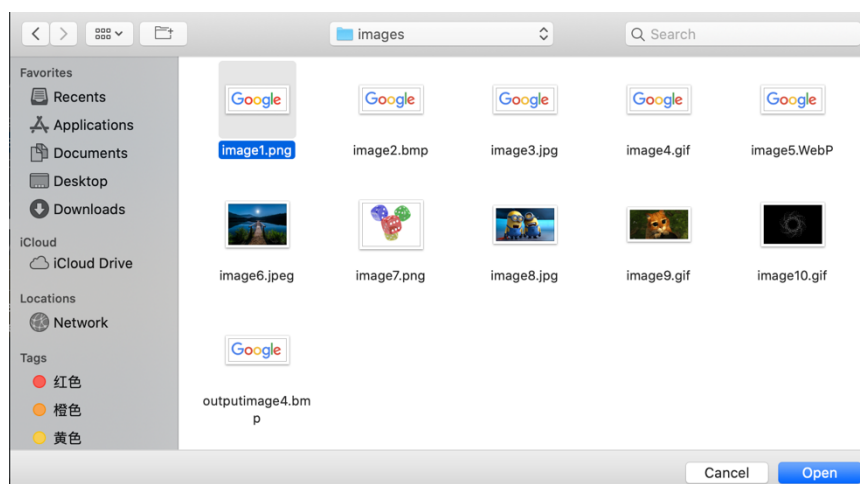 images
Search
Favorites
Recents
Applications
Documents
Desktop
Downloads
iCloud
iCloud Drive
Locations
Network
Tags
红色
橙色
黄色
Google
Google
Google
Google
Google
image1.png
image2.bmp
image3.jpg
image4.gif
image5.WebP
image6.jpeg
image7.png
image8.jpg
image9.gif
image10.gif
Google
outputimage4.bm
p
Cancel
Open